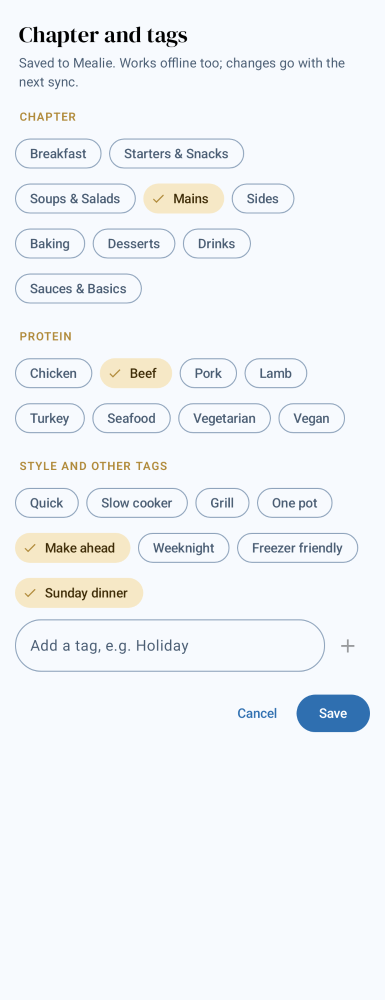 Chapter and tags
Saved to Mealie. Works offline too; changes go with the
next sync.
CHAPTER
Breakfast
Starters & Snacks
Soups & Salads
Mains
Sides
Baking
Desserts
Drinks
Sauces & Basics
PROTEIN
Chicken
Beef
Pork
Lamb
Turkey
Seafood
Vegetarian
Vegan
STYLE AND OTHER TAGS
Quick
Slow cooker
Grill
One pot
Make ahead
Weeknight
Freezer friendly
Sunday dinner
Add a tag, e.g. Holiday
Cancel
Save